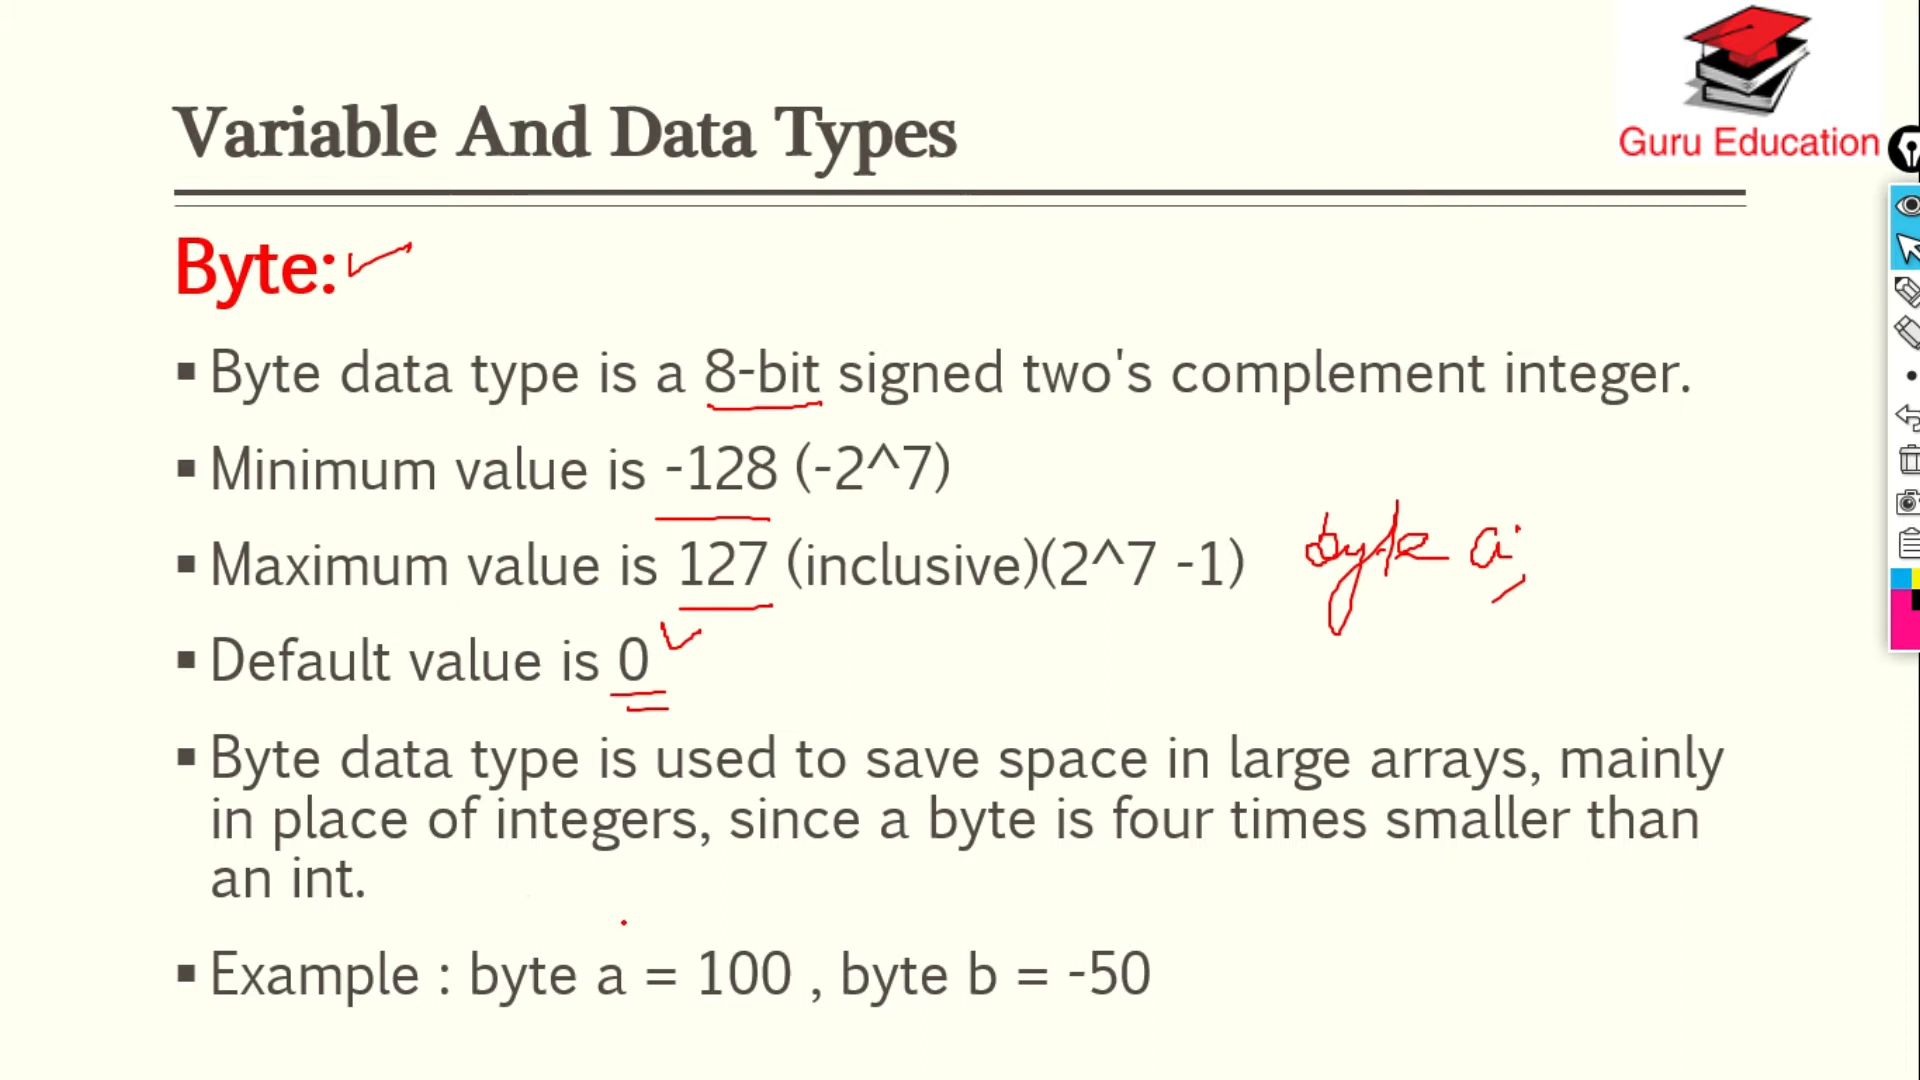 Guru Education
Variable And Data Types
Byte:
▪ Byte data type is a 8-bit signed two's complement integer.
▪ Minimum value is -128 (-2^7)
▪ Maximum value is 127 (inclusive)(2^7 -1)
byte a;
▪ Default value is 0
▪ Byte data type is used to save space in large arrays, mainly
in place of integers, since a byte is four times smaller than
an int.
▪ Example : byte a = 100 , byte b = -50